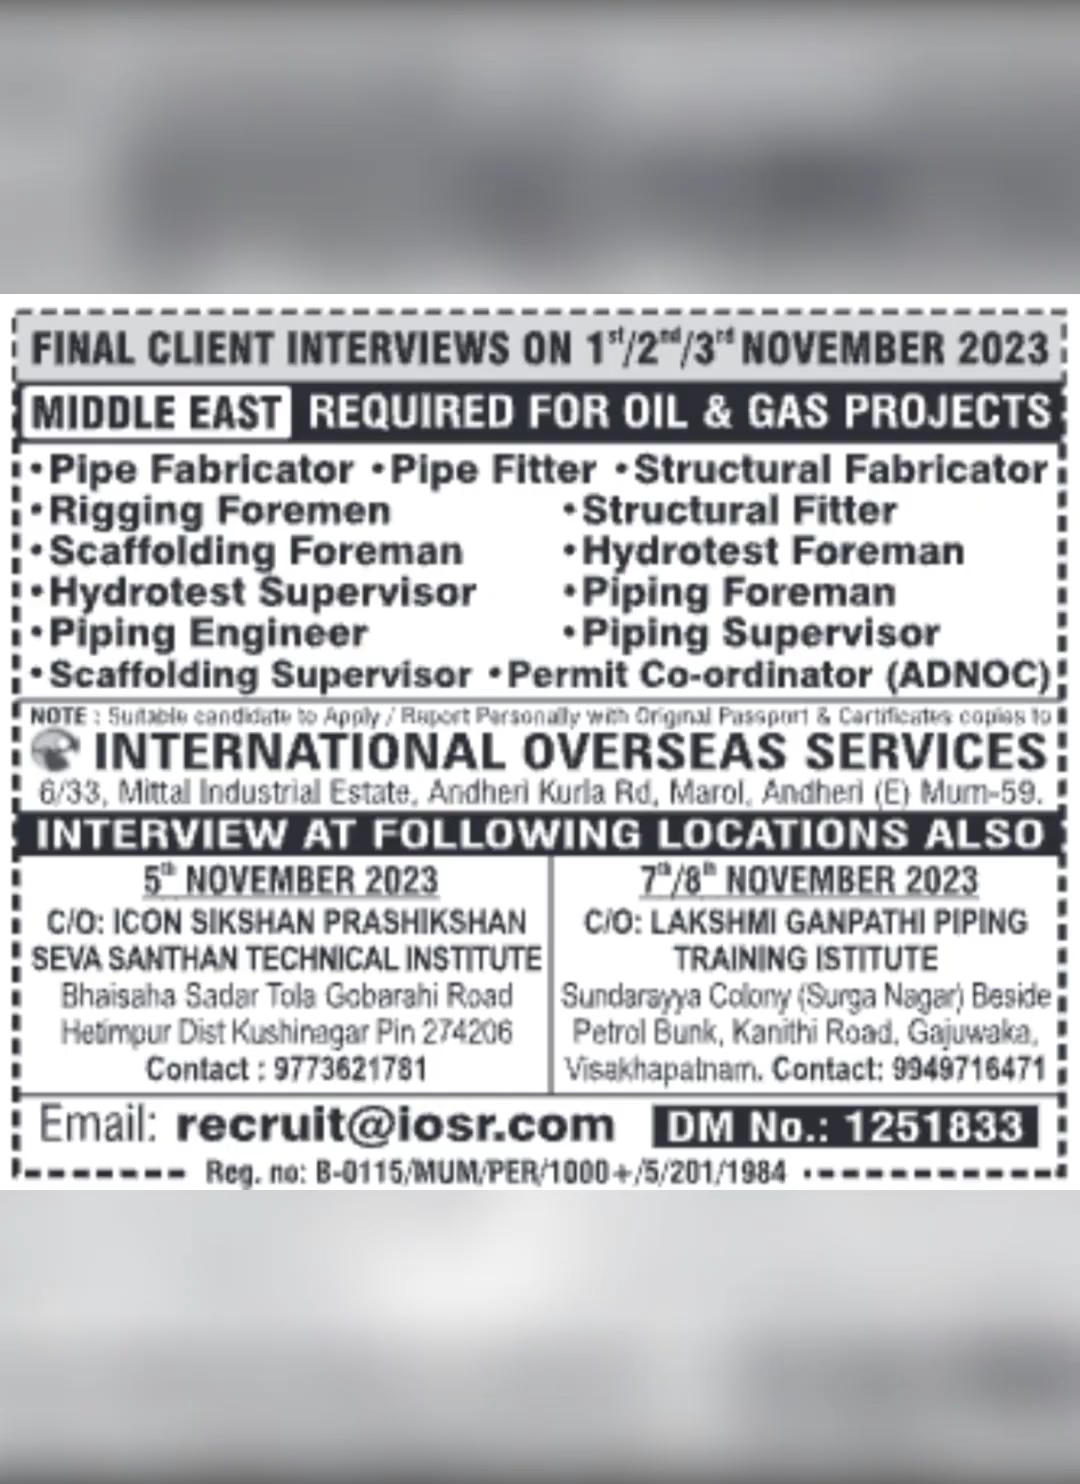 FINAL CLIENT INTERVIEWS ON 1st/2nd/3rd NOVEMBER 2023
MIDDLE EAST REQUIRED FOR OIL & GAS PROJECTS
• Pipe Fabricator • Pipe Fitter • Structural Fabricator
• Rigging Foremen • Structural Fitter
• Scaffolding Foreman • Hydrotest Foreman
• Hydrotest Supervisor • Piping Foreman
• Piping Engineer • Piping Supervisor
• Scaffolding Supervisor • Permit Co-ordinator (ADNOC)
NOTE : Suitable candidate to Apply / Report Personally with Original Passport & Certificates copies to
INTERNATIONAL OVERSEAS SERVICES
6/33, Mittal Industrial Estate, Andheri Kurla Rd, Marol, Andheri (E) Mum-59.
INTERVIEW AT FOLLOWING LOCATIONS ALSO
5th NOVEMBER 2023
C/O: ICON SIKSHAN PRASHIKSHAN
SEVA SANTHAN TECHNICAL INSTITUTE
Bhaisaha Sadar Tola Gobarahi Road
Hetimpur Dist Kushinagar Pin 274206
Contact : 9773621781
7th/8th NOVEMBER 2023
C/O: LAKSHMI GANPATHI PIPING
TRAINING ISTITUTE
Sundarayya Colony (Surga Nagar) Beside
Petrol Bunk, Kanithi Road, Gajuwaka,
Visakhapatnam. Contact: 9949716471
Email: recruit@iosr.com DM No.: 1251833
Reg. no: B-0115/MUM/PER/1000+/5/201/1984